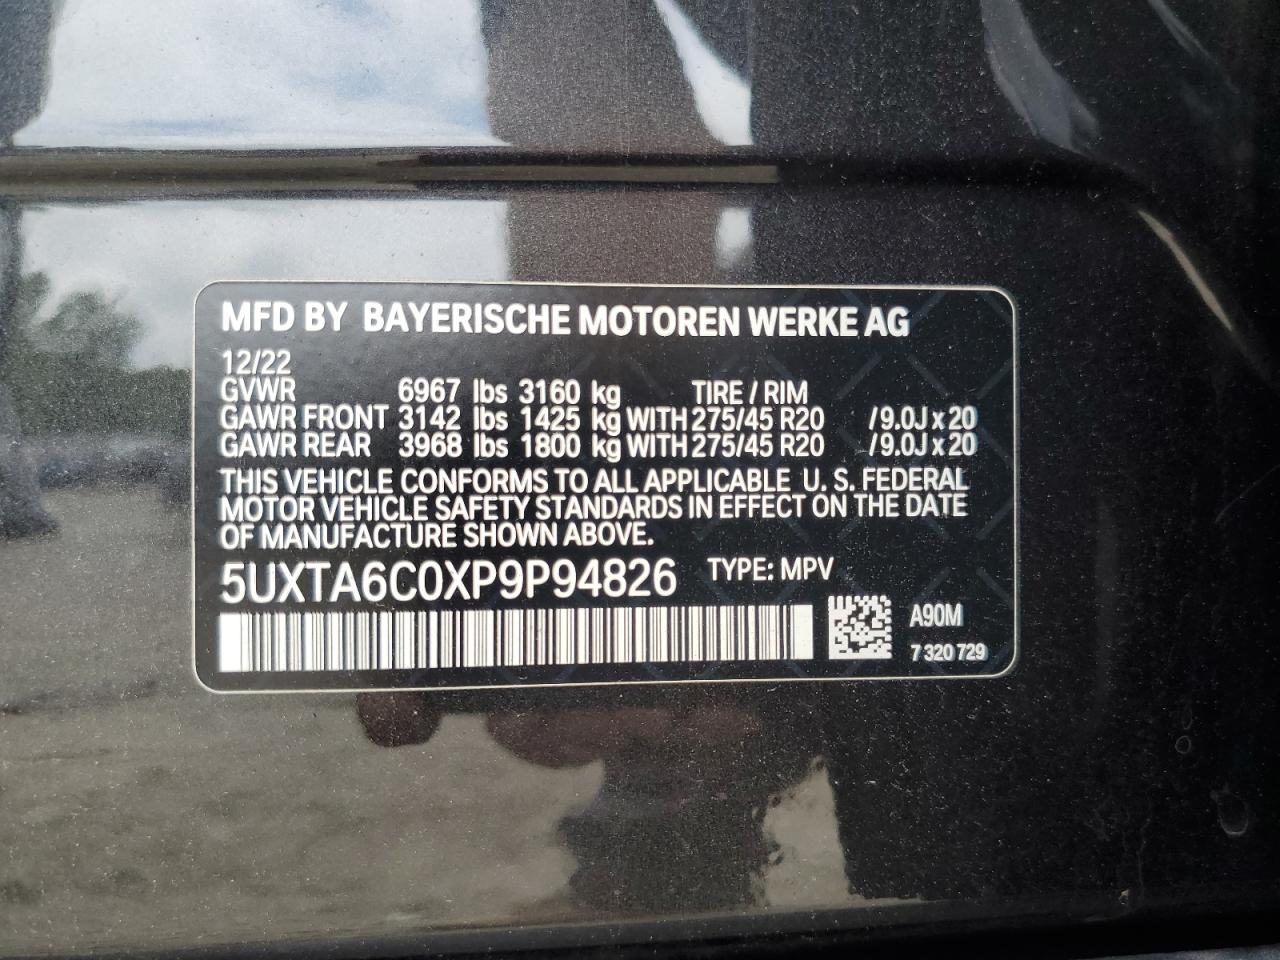 MFD BY BAYERISCHE MOTOREN WERKE AG
12/22
GVWR 6967 lbs 3160 kg TIRE / RIM
GAWR FRONT 3142 lbs 1425 kg WITH 275/45 R20 /9.0J x 20
GAWR REAR 3968 lbs 1800 kg WITH 275/45 R20 /9.0J x 20
THIS VEHICLE CONFORMS TO ALL APPLICABLE U. S. FEDERAL
MOTOR VEHICLE SAFETY STANDARDS IN EFFECT ON THE DATE
OF MANUFACTURE SHOWN ABOVE.
5UXTA6C0XP9P94826 TYPE: MPV
A90M
7 320 729